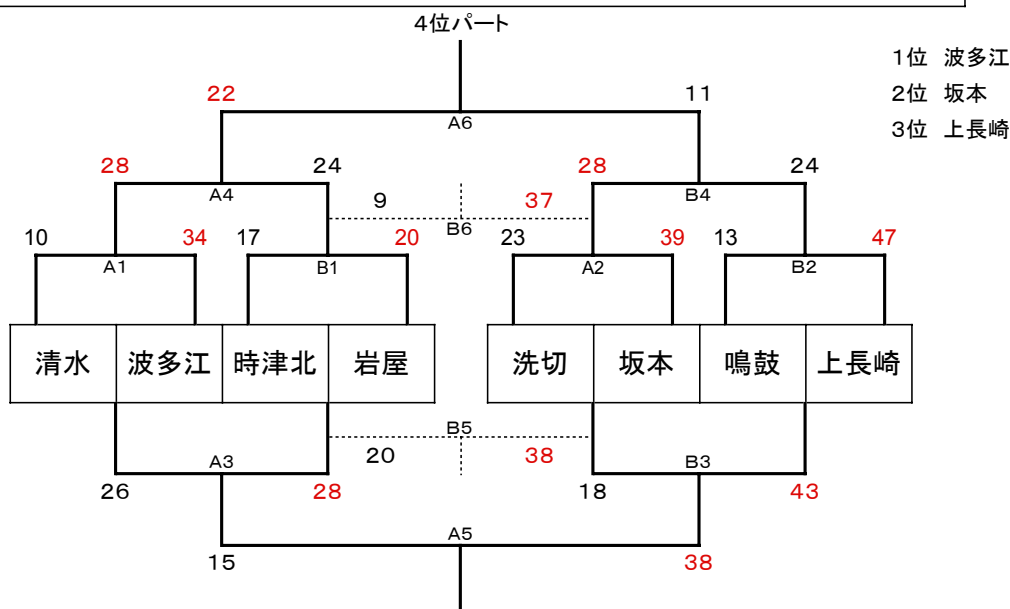 4位パート
1位 波多江
2位 坂本
3位 上長崎
22 11
A6
28 24 28 24
A4 B4
9 37
B6
10 34 17 20 23 39 13 47
A1 B1 A2 B2
清水 波多江 時津北 岩屋 洗切 坂本 鳴鼓 上長崎
B5
20 38
A3 B3
26 28 18 43
A5
15 38